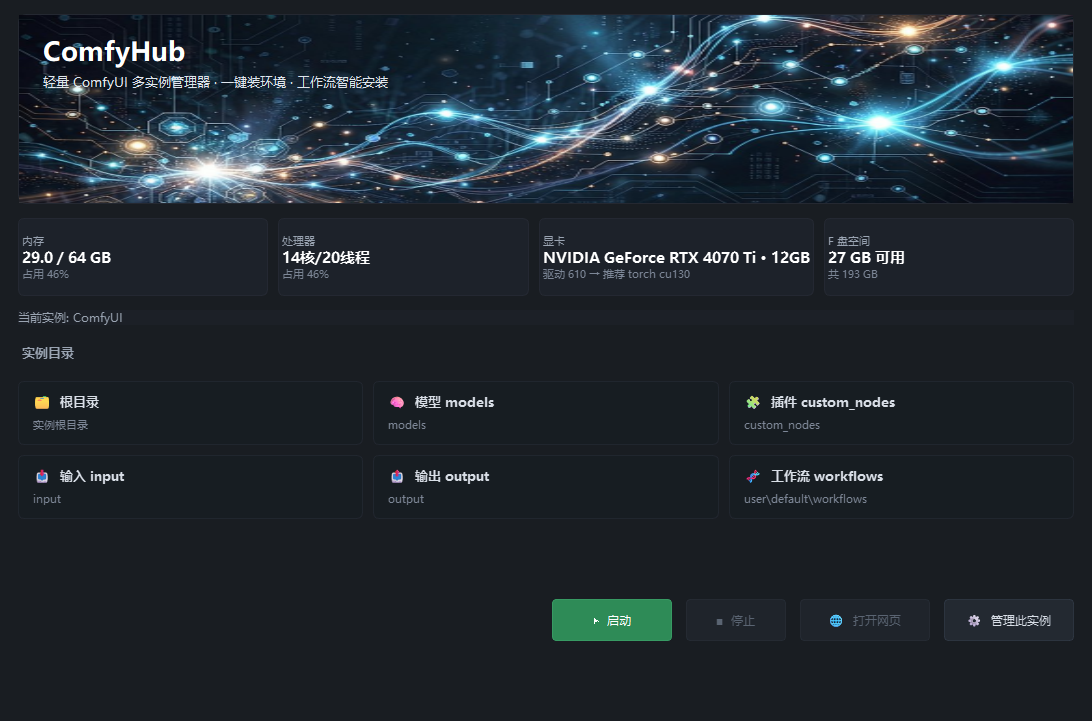 ComfyHub
轻量 ComfyUI 多实例管理器 · 一键装环境 · 工作流智能安装
内存
29.0 / 64 GB
占用 46%
处理器
14核/20线程
占用 46%
显卡
NVIDIA GeForce RTX 4070 Ti • 12GB
驱动 610 → 推荐 torch cu130
F 盘空间
27 GB 可用
共 193 GB
当前实例: ComfyUI
实例目录
根目录
实例根目录
模型 models
models
插件 custom_nodes
custom_nodes
输入 input
input
输出 output
output
工作流 workflows
user\default\workflows
启动
停止
打开网页
管理此实例